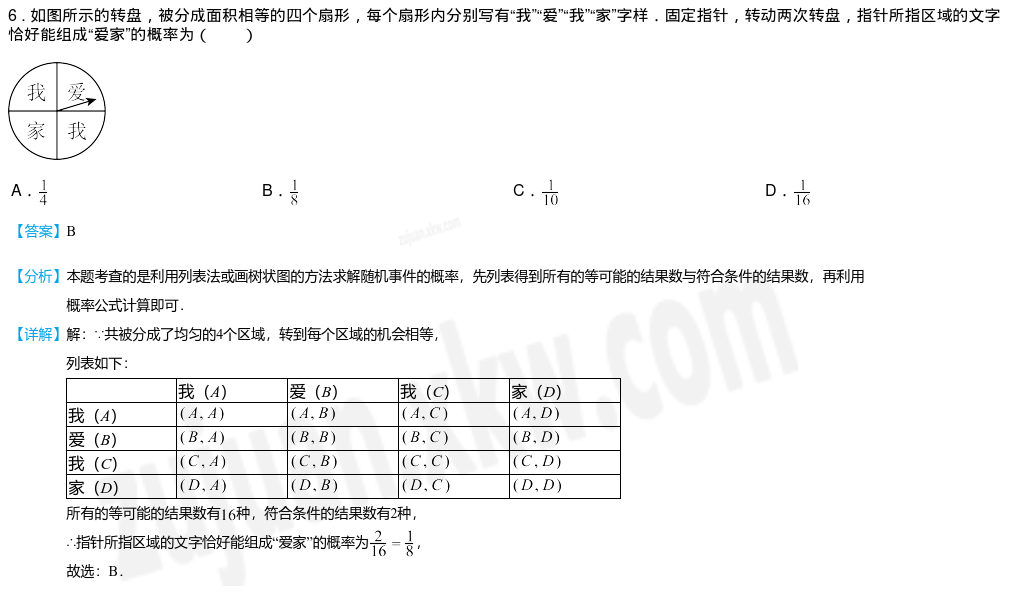 6．如图所示的转盘，被分成面积相等的四个扇形，每个扇形内分别写有“我”“爱”“我”“家”字样．固定指针，转动两次转盘，指针所指区域的文字
恰好能组成“爱家”的概率为（　　）
我 爱
家 我
A．1/4 B．1/8 C．1/10 D．1/16
【答案】B
zujuan.xkw.com
【分析】本题考查的是利用列表法或画树状图的方法求解随机事件的概率，先列表得到所有的等可能的结果数与符合条件的结果数，再利用
概率公式计算即可．
【详解】解：∵共被分成了均匀的4个区域，转到每个区域的机会相等，
列表如下：
我（A） 爱（B） 我（C） 家（D）
我（A） (A, A) (A, B) (A, C) (A, D)
爱（B） (B, A) (B, B) (B, C) (B, D)
我（C） (C, A) (C, B) (C, C) (C, D)
家（D） (D, A) (D, B) (D, C) (D, D)
所有的等可能的结果数有16种，符合条件的结果数有2种，
∴指针所指区域的文字恰好能组成“爱家”的概率为2/16 = 1/8，
故选：B．
zujuan.xkw.com